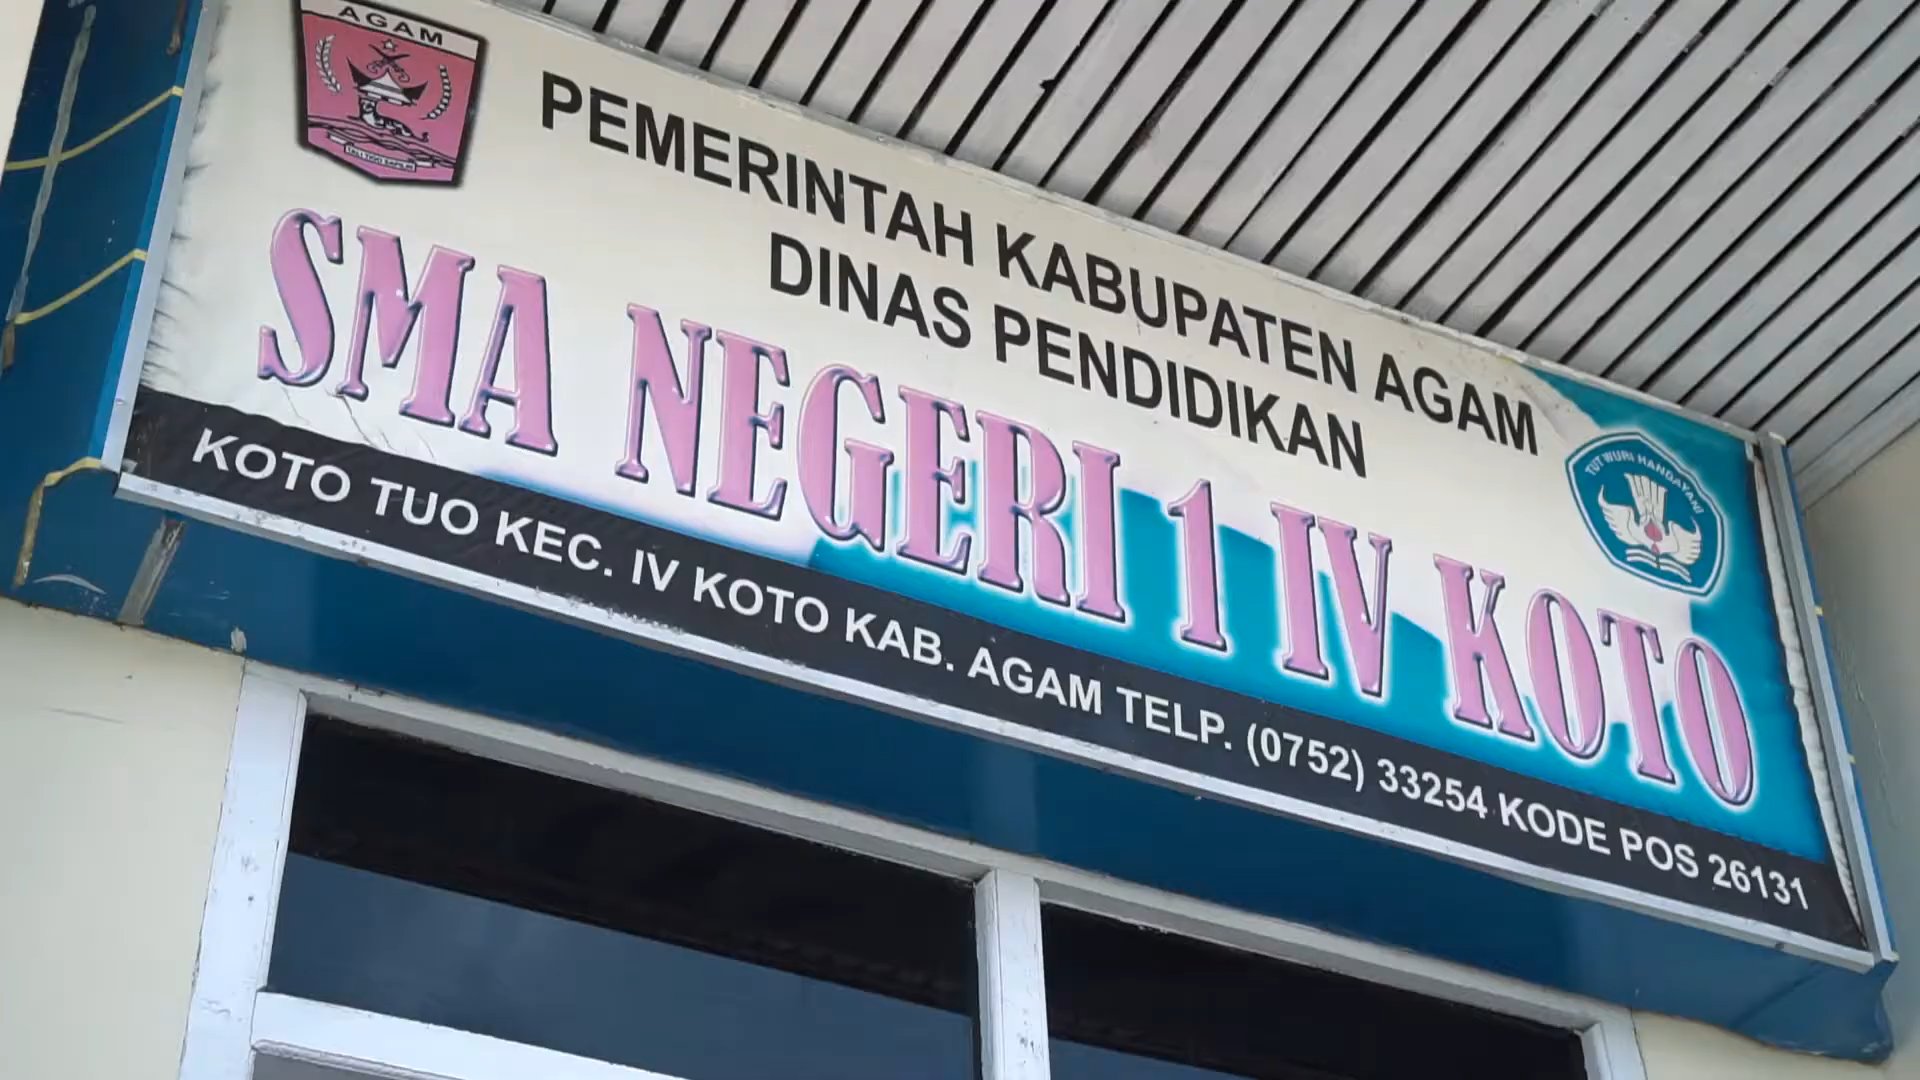 AGAM
PEMERINTAH KABUPATEN AGAM
DINAS PENDIDIKAN
SMA NEGERI 1 IV KOTO
TUT WURI HANDAYANI
KOTO TUO KEC. IV KOTO KAB. AGAM TELP. (0752) 33254 KODE POS 26131